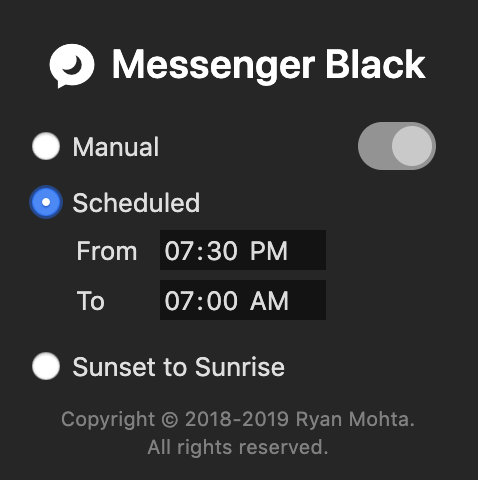 Messenger Black
Manual
Scheduled
From 07:30 PM
To 07:00 AM
Sunset to Sunrise
Copyright © 2018-2019 Ryan Mohta.
All rights reserved.